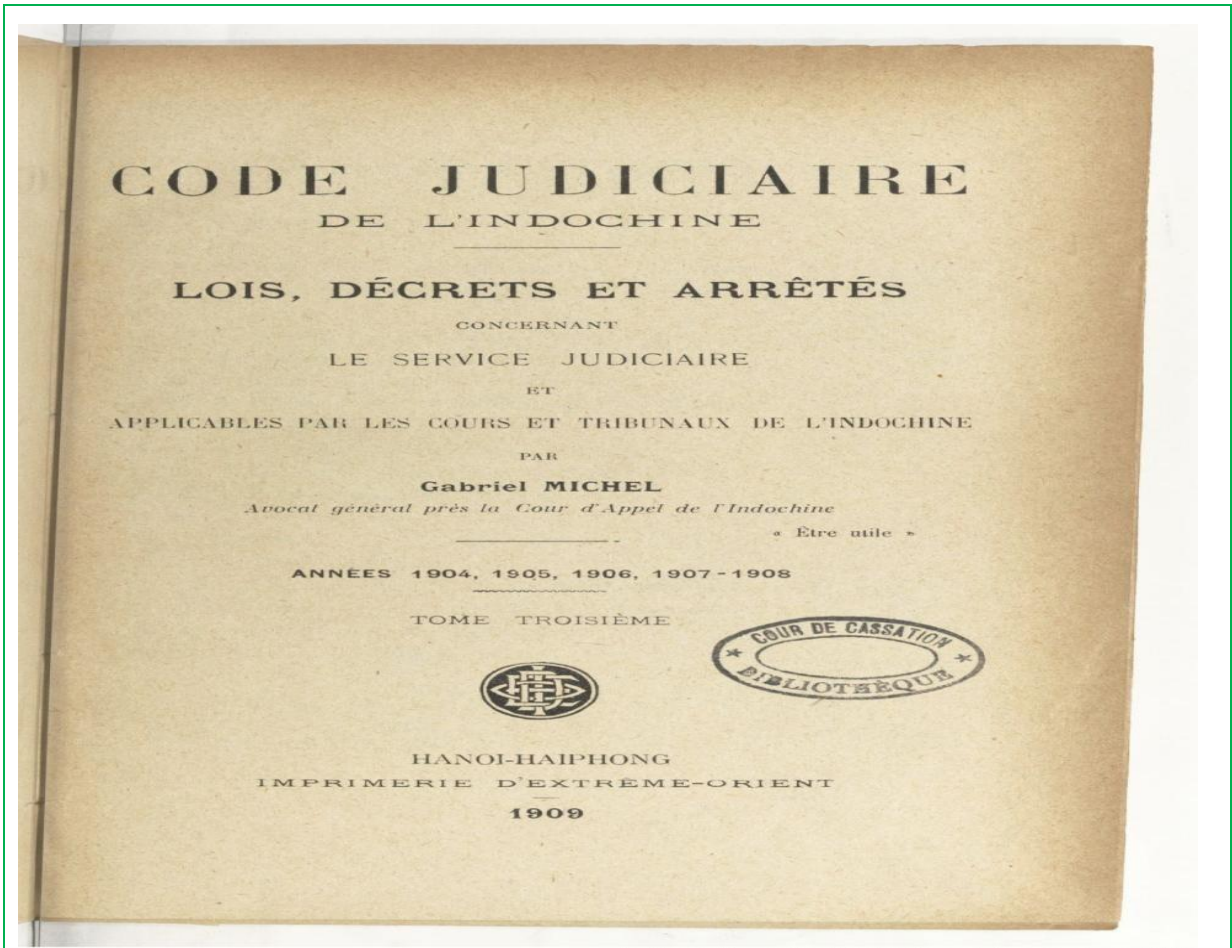 CODE JUDICIAIRE
DE L'INDOCHINE
LOIS, DÉCRETS ET ARRÊTÉS
CONCERNANT
LE SERVICE JUDICIAIRE
ET
APPLICABLES PAR LES COURS ET TRIBUNAUX DE L'INDOCHINE
PAR
Gabriel MICHEL
Avocat général près la Cour d'Appel de l'Indochine
« Être utile »
ANNÉES 1904, 1905, 1906, 1907-1908
TOME TROISIÈME
COUR DE CASSATION
BIBLIOTHÈQUE
HANOI-HAIPHONG
IMPRIMERIE D'EXTRÊME-ORIENT
1909